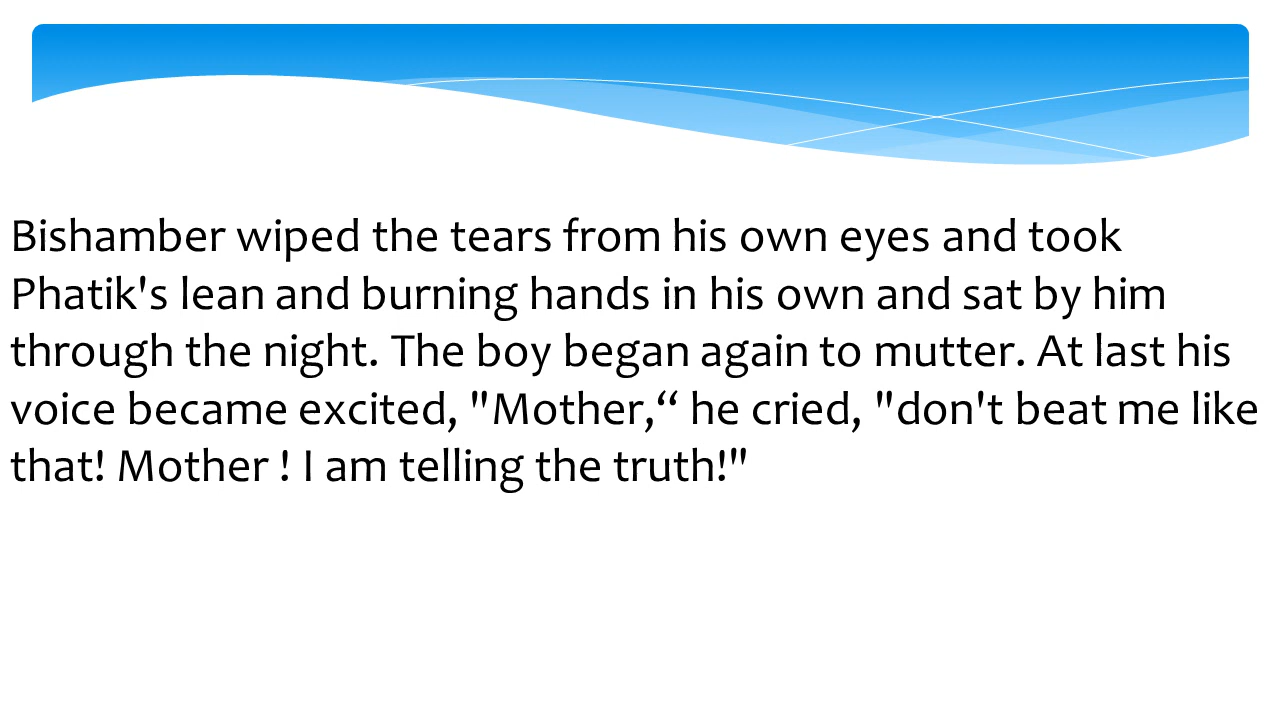 Bishamber wiped the tears from his own eyes and took
Phatik's lean and burning hands in his own and sat by him
through the night. The boy began again to mutter. At last his
voice became excited, "Mother,“ he cried, "don't beat me like
that! Mother ! I am telling the truth!"